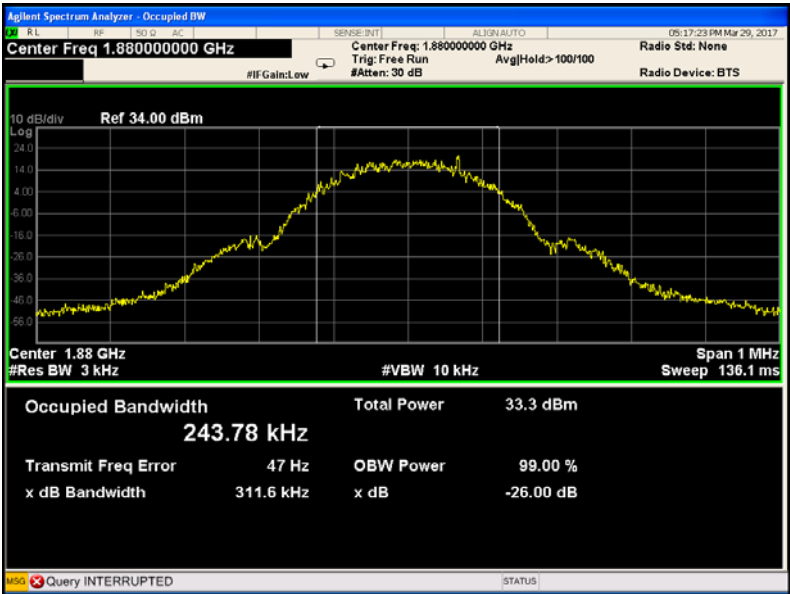 Agilent Spectrum Analyzer - Occupied BW
LXI RL RF 50 Ω AC SENSE:INT ALIGN AUTO 05:17:23 PM Mar 29, 2017
Center Freq 1.880000000 GHz Center Freq: 1.880000000 GHz Radio Std: None
Trig: Free Run Avg|Hold:>100/100
#IFGain:Low #Atten: 30 dB Radio Device: BTS
10 dB/div Ref 34.00 dBm
Log
24.0
14.0
4.00
-6.00
-16.0
-26.0
-36.0
-46.0
-56.0
Center 1.88 GHz Span 1 MHz
#Res BW 3 kHz #VBW 10 kHz Sweep 136.1 ms
Occupied Bandwidth Total Power 33.3 dBm
243.78 kHz
Transmit Freq Error 47 Hz OBW Power 99.00 %
x dB Bandwidth 311.6 kHz x dB -26.00 dB
MSG Query INTERRUPTED STATUS